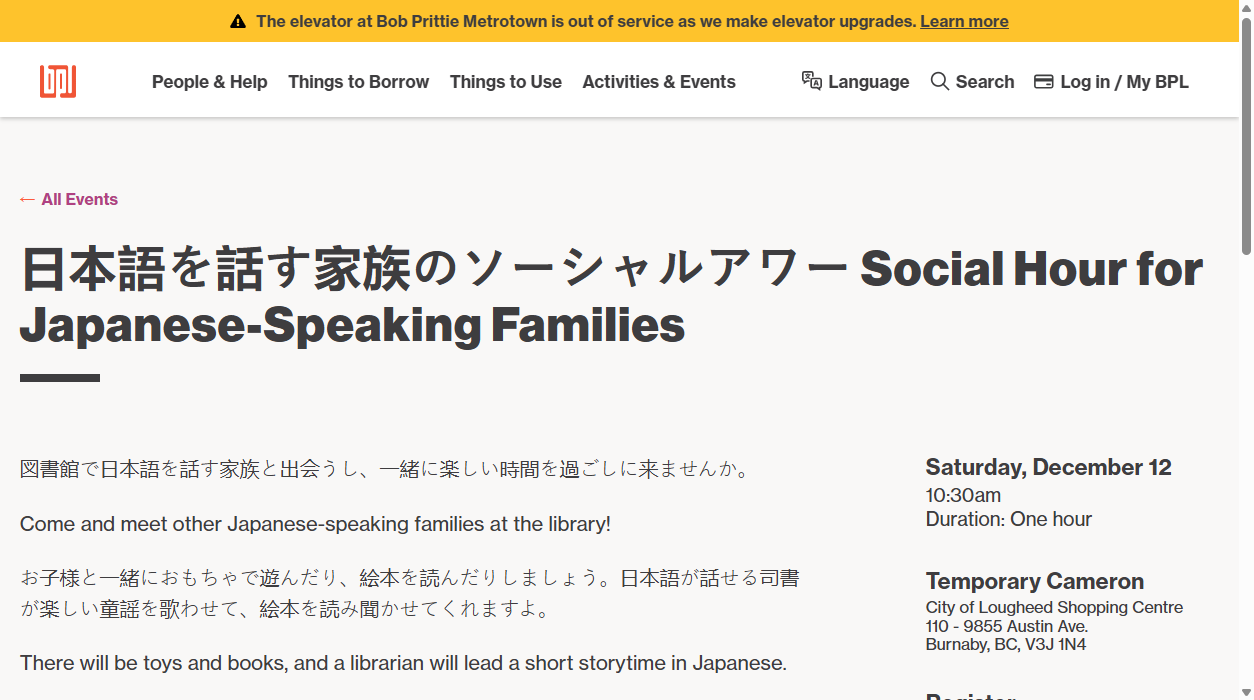 The elevator at Bob Prittie Metrotown is out of service as we make elevator upgrades. Learn more
People & Help Things to Borrow Things to Use Activities & Events Language Search Log in / My BPL
← All Events
日本語を話す家族のソーシャルアワー Social Hour for
Japanese-Speaking Families
図書館で日本語を話す家族と出会うし、一緒に楽しい時間を過ごしに来ませんか。
Come and meet other Japanese-speaking families at the library!
お子様と一緒におもちゃで遊んだり、絵本を読んだりしましょう。日本語が話せる司書
が楽しい童謡を歌わせて、絵本を読み聞かせてくれますよ。
There will be toys and books, and a librarian will lead a short storytime in Japanese.
Saturday, December 12
10:30am
Duration: One hour
Temporary Cameron
City of Lougheed Shopping Centre
110 - 9855 Austin Ave.
Burnaby, BC, V3J 1N4
Register